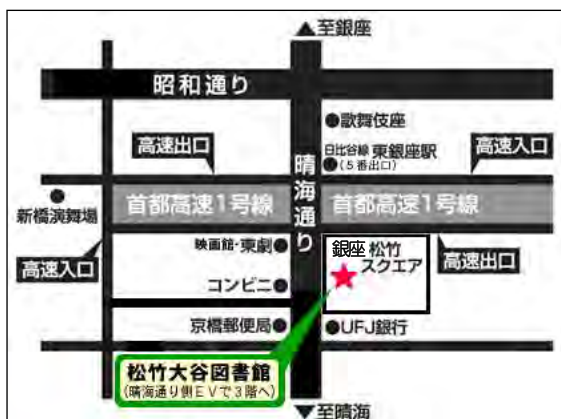 ▲至銀座
昭和通り
●歌舞伎座
高速出口
日比谷線 東銀座駅
●(5番出口)
高速入口
晴海通り
首都高速1号線
首都高速1号線
●
新橋演舞場
高速入口
映画館・東劇●
銀座 松竹
スクエア
高速出口
コンビニ●
京橋郵便局●
●UFJ銀行
松竹大谷図書館
(晴海通り側EVで3階へ)
▼至晴海